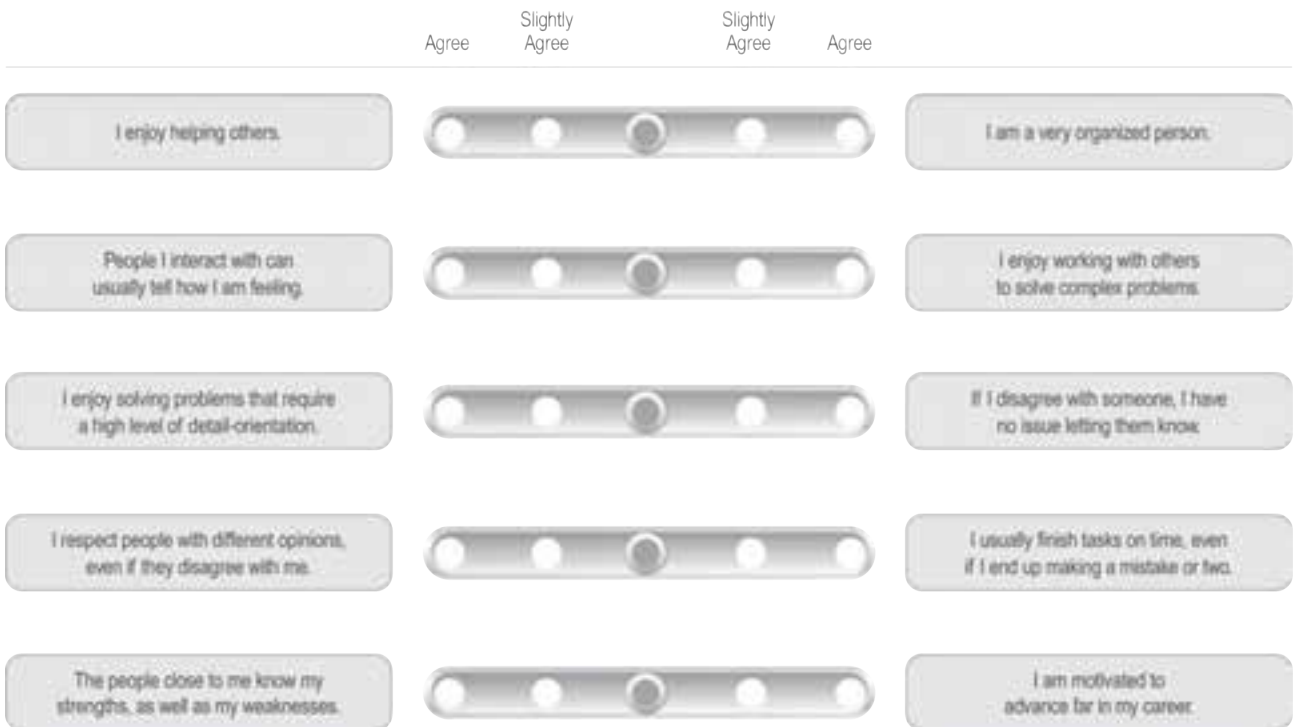 Agree
Slightly
Agree
Slightly
Agree
Agree
I enjoy helping others.
I am a very organized person.
People I interact with can
usually tell how I am feeling.
I enjoy working with others
to solve complex problems.
I enjoy solving problems that require
a high level of detail-orientation.
If I disagree with someone, I have
no issue letting them know.
I respect people with different opinions,
even if they disagree with me.
I usually finish tasks on time, even
if I end up making a mistake or two.
The people close to me know my
strengths, as well as my weaknesses.
I am motivated to
advance far in my career.